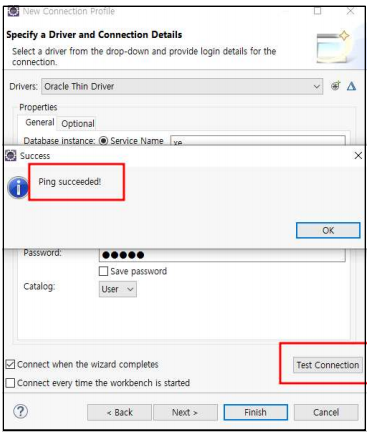 New Connection Profile
Specify a Driver and Connection Details
Select a driver from the drop-down and provide login details for the
connection.
Drivers: Oracle Thin Driver
Properties
General Optional
Database instance: Service Name xe
Success
Ping succeeded!
OK
Password: ●●●●●
Save password
Catalog: User
Connect when the wizard completes
Test Connection
Connect every time the workbench is started
? < Back Next > Finish Cancel